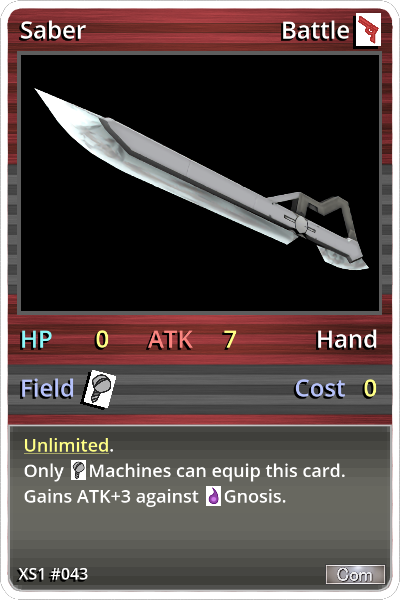 Saber Battle
HP 0 ATK 7 Hand
Field Cost 0
Unlimited.
Only Machines can equip this card.
Gains ATK+3 against Gnosis.
XS1 #043 Com